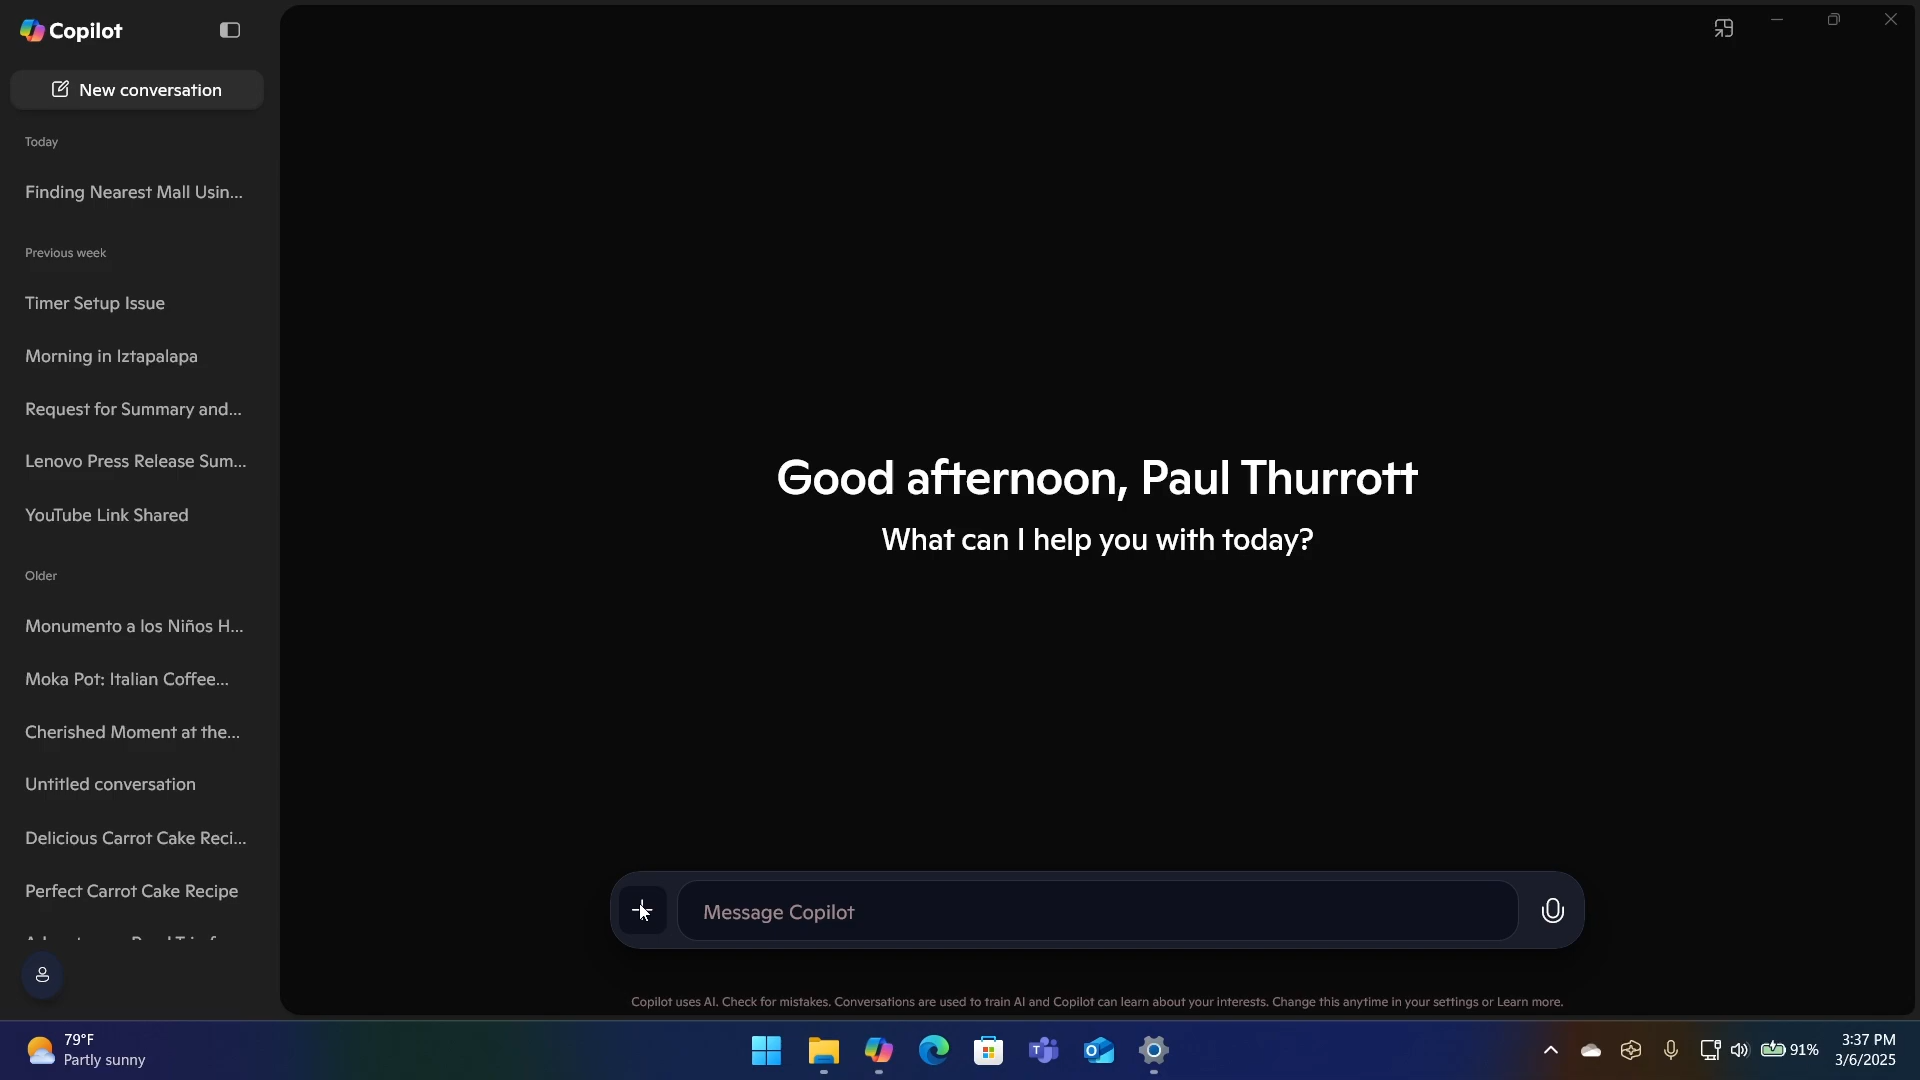 Copilot
New conversation
Today
Finding Nearest Mall Usin...
Previous week
Timer Setup Issue
Morning in Iztapalapa
Request for Summary and...
Lenovo Press Release Sum...
YouTube Link Shared
Older
Monumento a los Niños H...
Moka Pot: Italian Coffee...
Cherished Moment at the...
Untitled conversation
Delicious Carrot Cake Reci...
Perfect Carrot Cake Recipe
Good afternoon, Paul Thurrott
What can I help you with today?
Message Copilot
Copilot uses AI. Check for mistakes. Conversations are used to train AI and Copilot can learn about your interests. Change this anytime in your settings or Learn more.
79°F
Partly sunny
91%
3:37 PM
3/6/2025